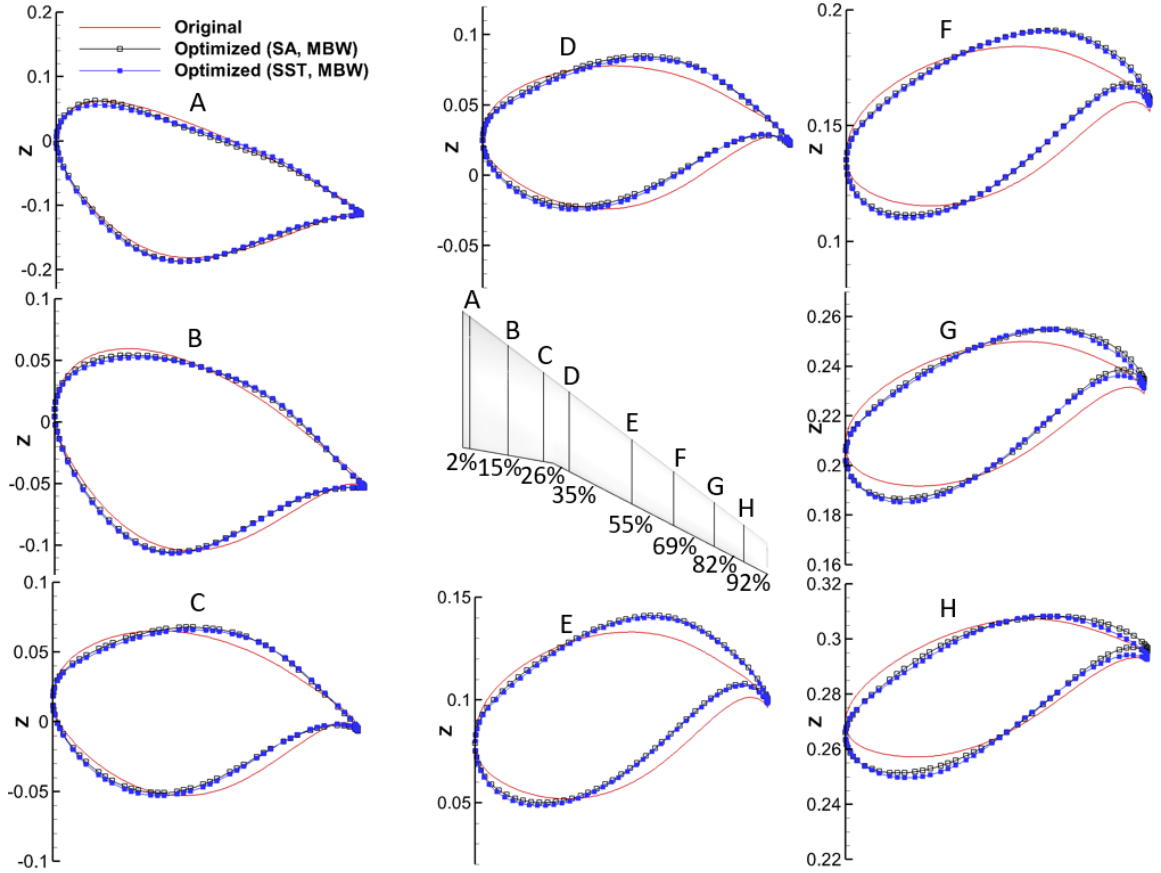 Original
Optimized (SA, MBW)
Optimized (SST, MBW)
A
0.2
0.1
0
-0.1
-0.2
Z
D
0.1
0.05
0
-0.05
Z
F
0.2
0.15
0.1
Z
B
0.1
0.05
0
-0.05
-0.1
Z
A
B
C
D
E
F
G
H
2%
15%
26%
35%
55%
69%
82%
92%
G
0.26
0.24
0.22
0.2
0.18
0.16
Z
C
0.1
0.05
0
-0.05
-0.1
Z
E
0.15
0.1
0.05
Z
H
0.32
0.3
0.28
0.26
0.24
0.22
Z